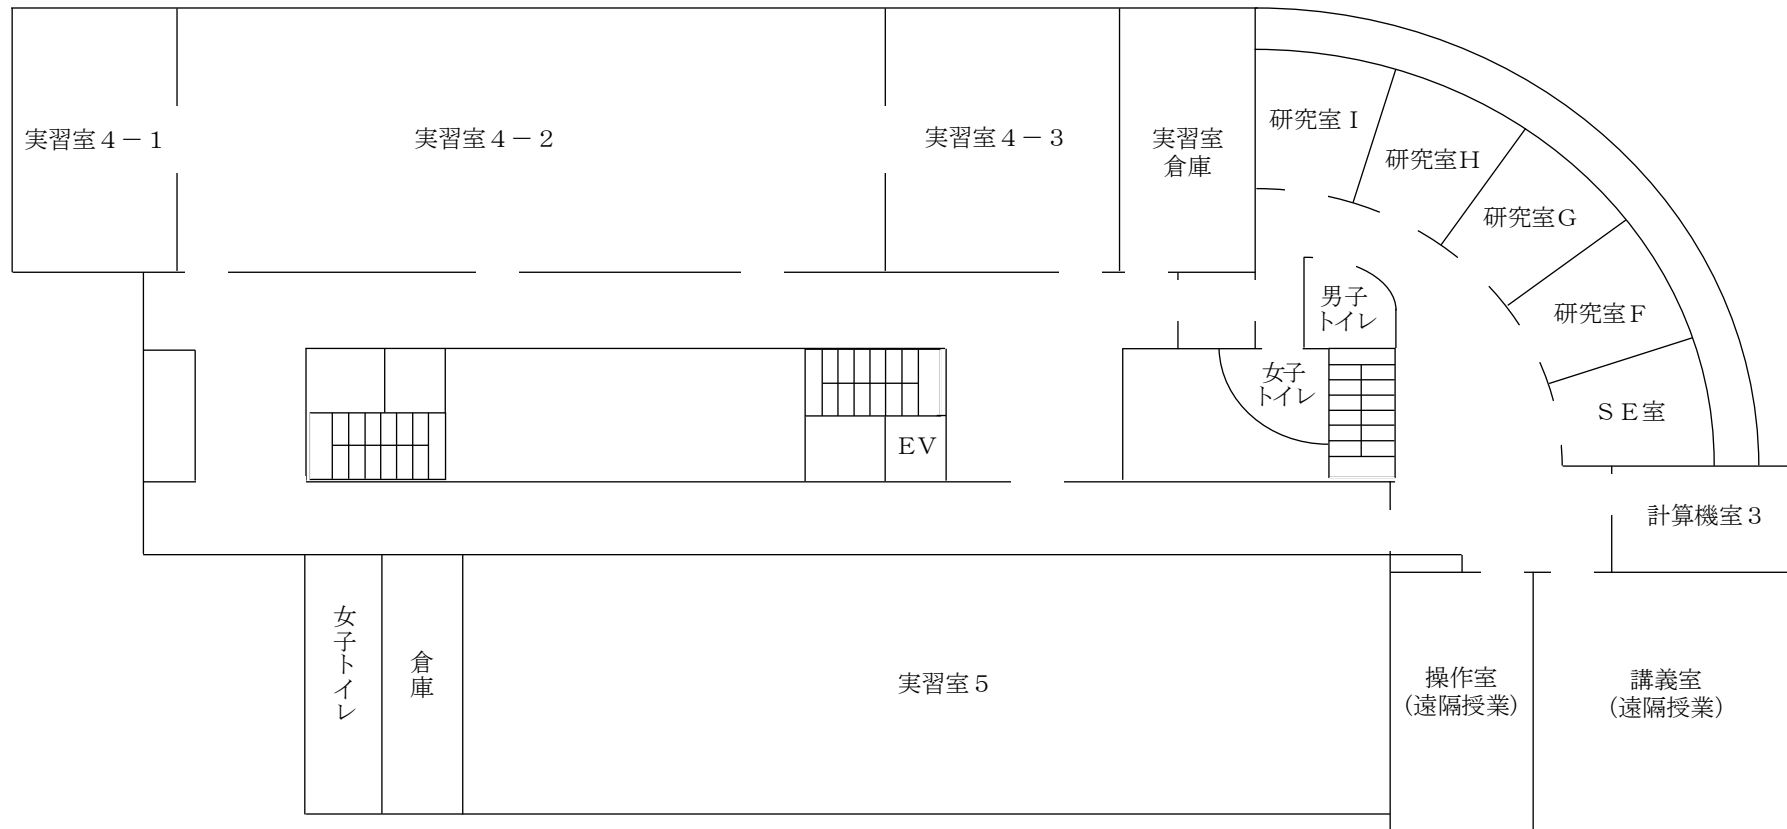 実習室４－１
実習室４－２
実習室４－３
実習室
倉庫
研究室Ｉ
研究室Ｈ
研究室Ｇ
研究室Ｆ
ＳＥ室
男子
トイレ
女子
トイレ
ＥＶ
計算機室３
女子トイレ
倉庫
実習室５
操作室
（遠隔授業）
講義室
（遠隔授業）